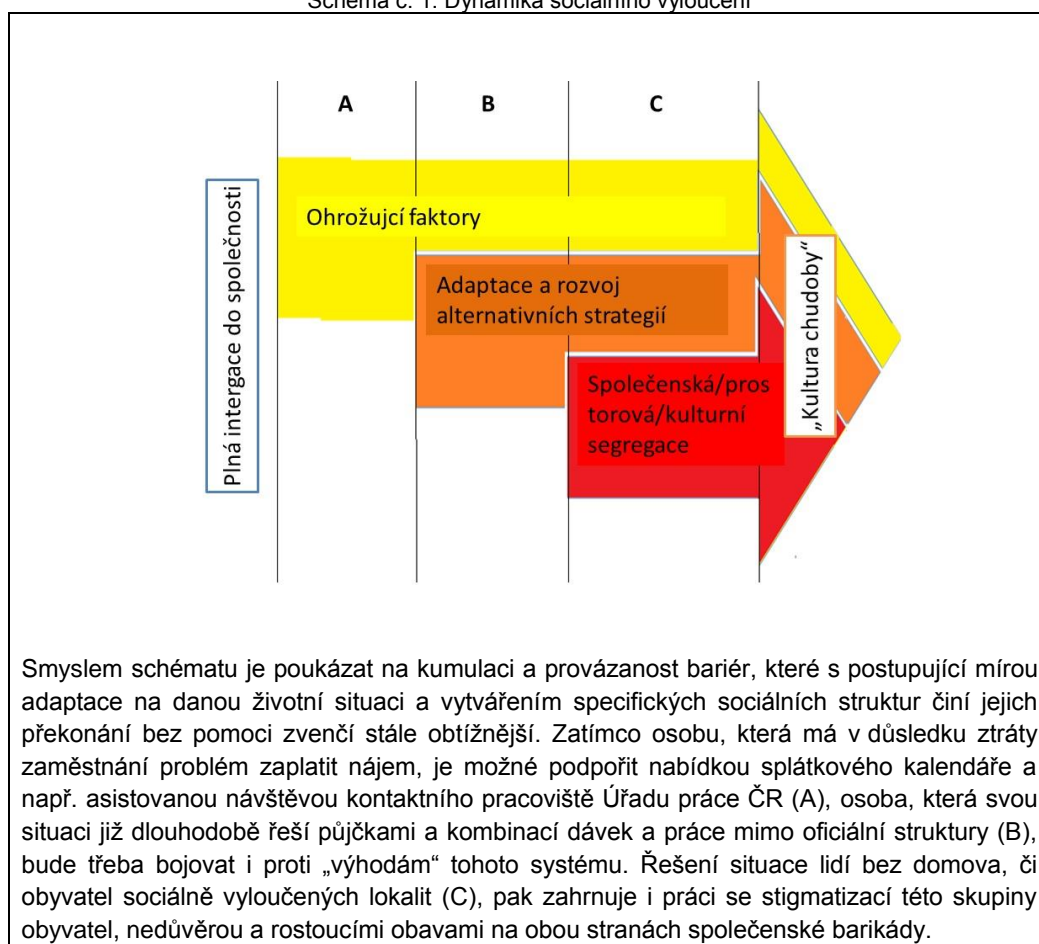 Schéma č. 1: Dynamika sociálního vyloučení
A B C
Plná intergace do společnosti
Ohrožujcí faktory
Adaptace a rozvoj
alternativních strategií
Společenská/pros
torová/kulturní
segregace
„Kultura chudoby“
Smyslem schématu je poukázat na kumulaci a provázanost bariér, které s postupující mírou
adaptace na danou životní situaci a vytvářením specifických sociálních struktur činí jejich
překonání bez pomoci zvenčí stále obtížnější. Zatímco osobu, která má v důsledku ztráty
zaměstnání problém zaplatit nájem, je možné podpořit nabídkou splátkového kalendáře a
např. asistovanou návštěvou kontaktního pracoviště Úřadu práce ČR (A), osoba, která svou
situaci již dlouhodobě řeší půjčkami a kombinací dávek a práce mimo oficiální struktury (B),
bude třeba bojovat i proti „výhodám“ tohoto systému. Řešení situace lidí bez domova, či
obyvatel sociálně vyloučených lokalit (C), pak zahrnuje i práci se stigmatizací této skupiny
obyvatel, nedůvěrou a rostoucími obavami na obou stranách společenské barikády.